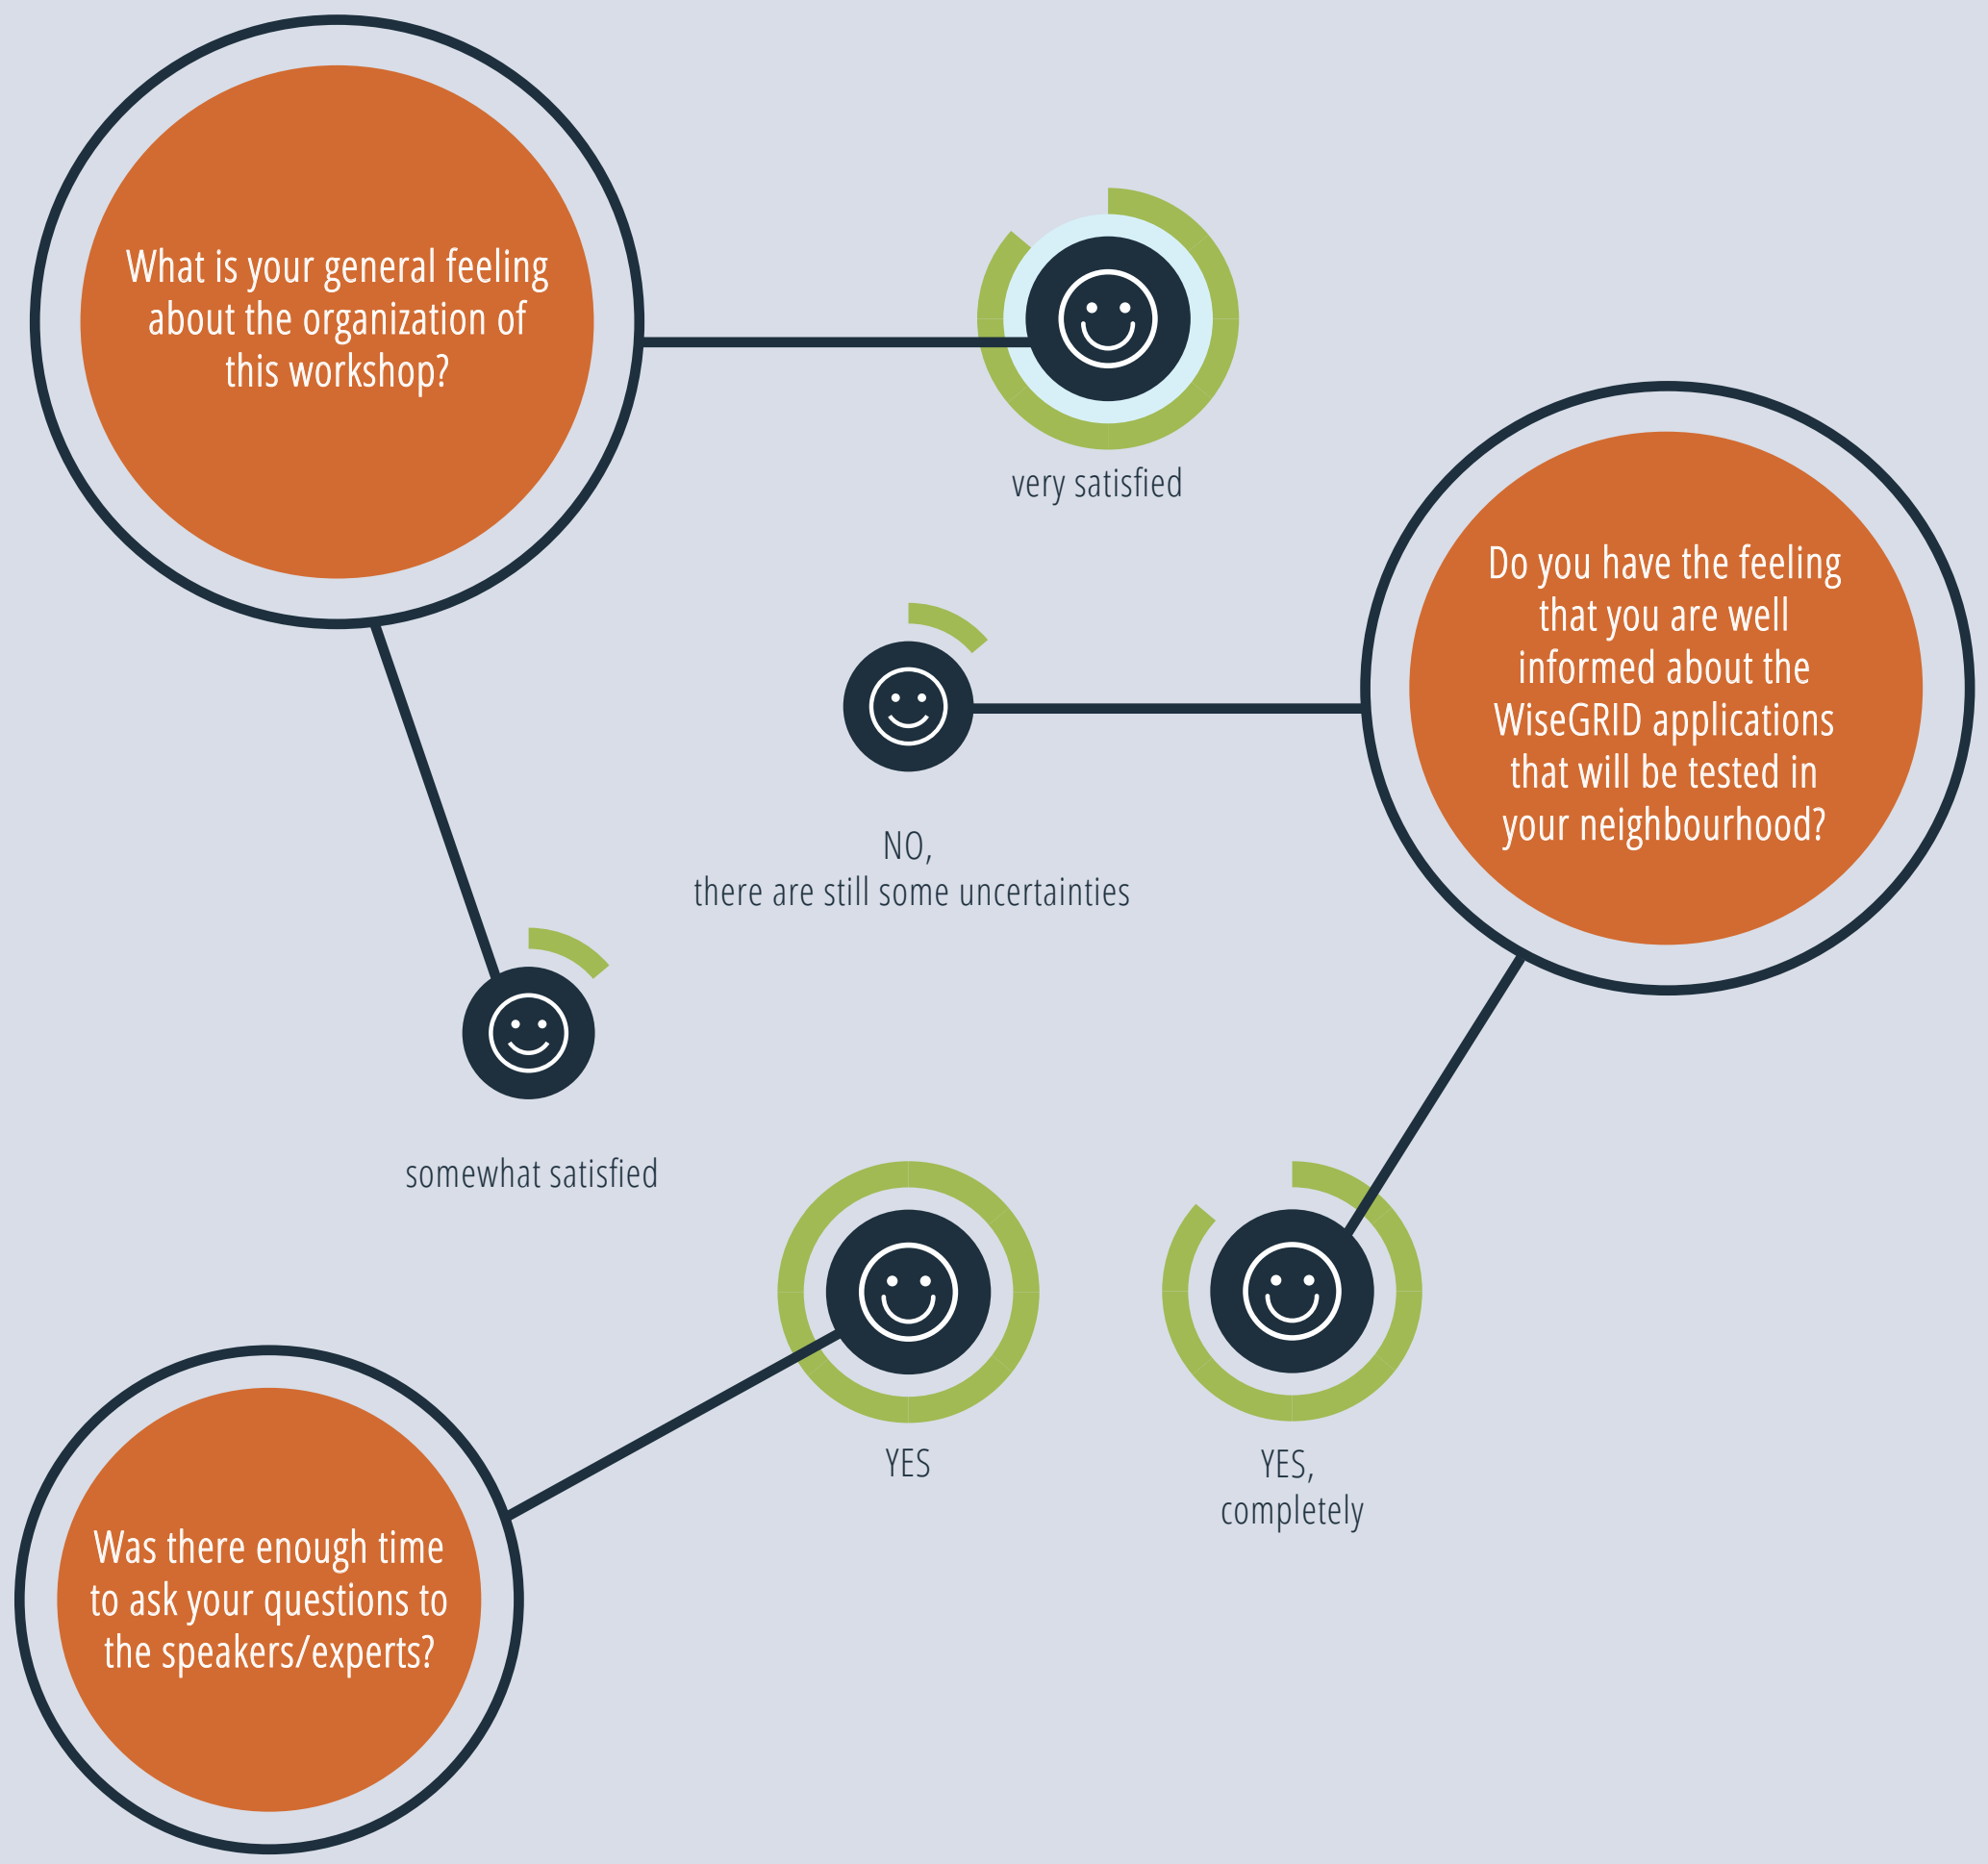 What is your general feeling
about the organization of
this workshop?
very satisfied
Do you have the feeling
that you are well
informed about the
WiseGRID applications
that will be tested in
your neighbourhood?
NO,
there are still some uncertainties
somewhat satisfied
YES
YES,
completely
Was there enough time
to ask your questions to
the speakers/experts?